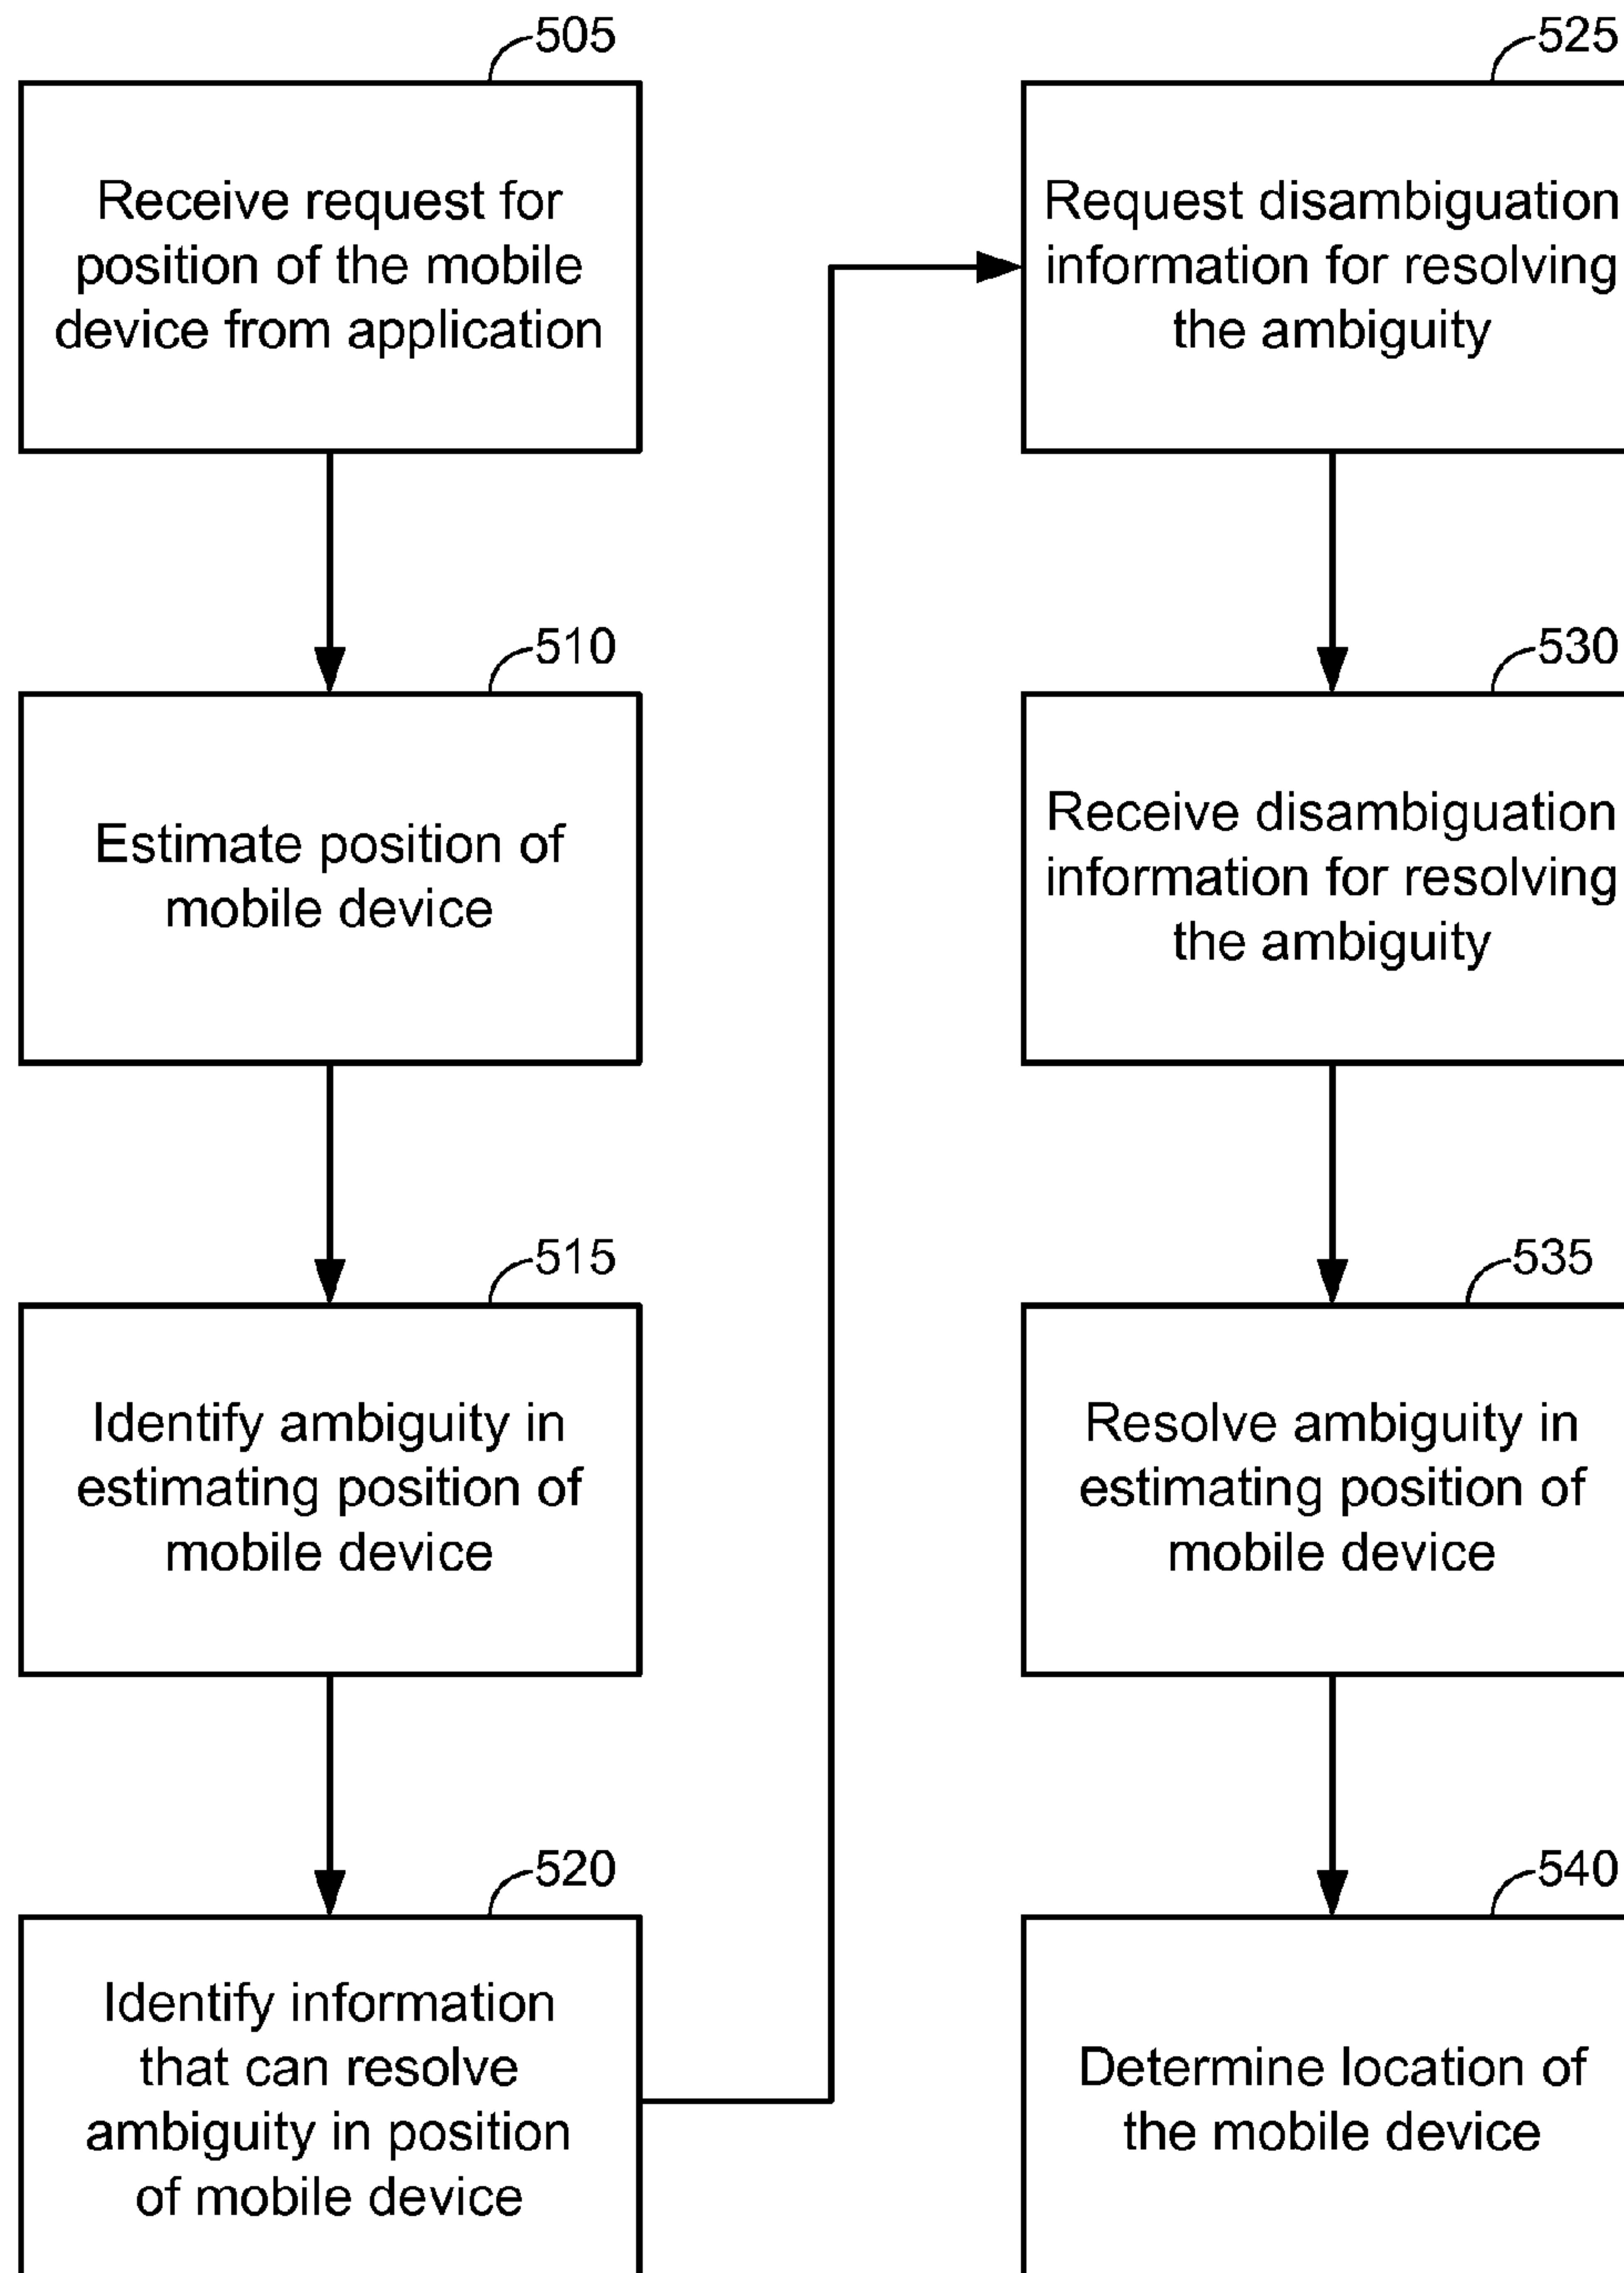 505
Receive request for
position of the mobile
device from application
510
Estimate position of
mobile device
515
Identify ambiguity in
estimating position of
mobile device
520
Identify information
that can resolve
ambiguity in position
of mobile device
525
Request disambiguation
information for resolving
the ambiguity
530
Receive disambiguation
information for resolving
the ambiguity
535
Resolve ambiguity in
estimating position of
mobile device
540
Determine location of
the mobile device